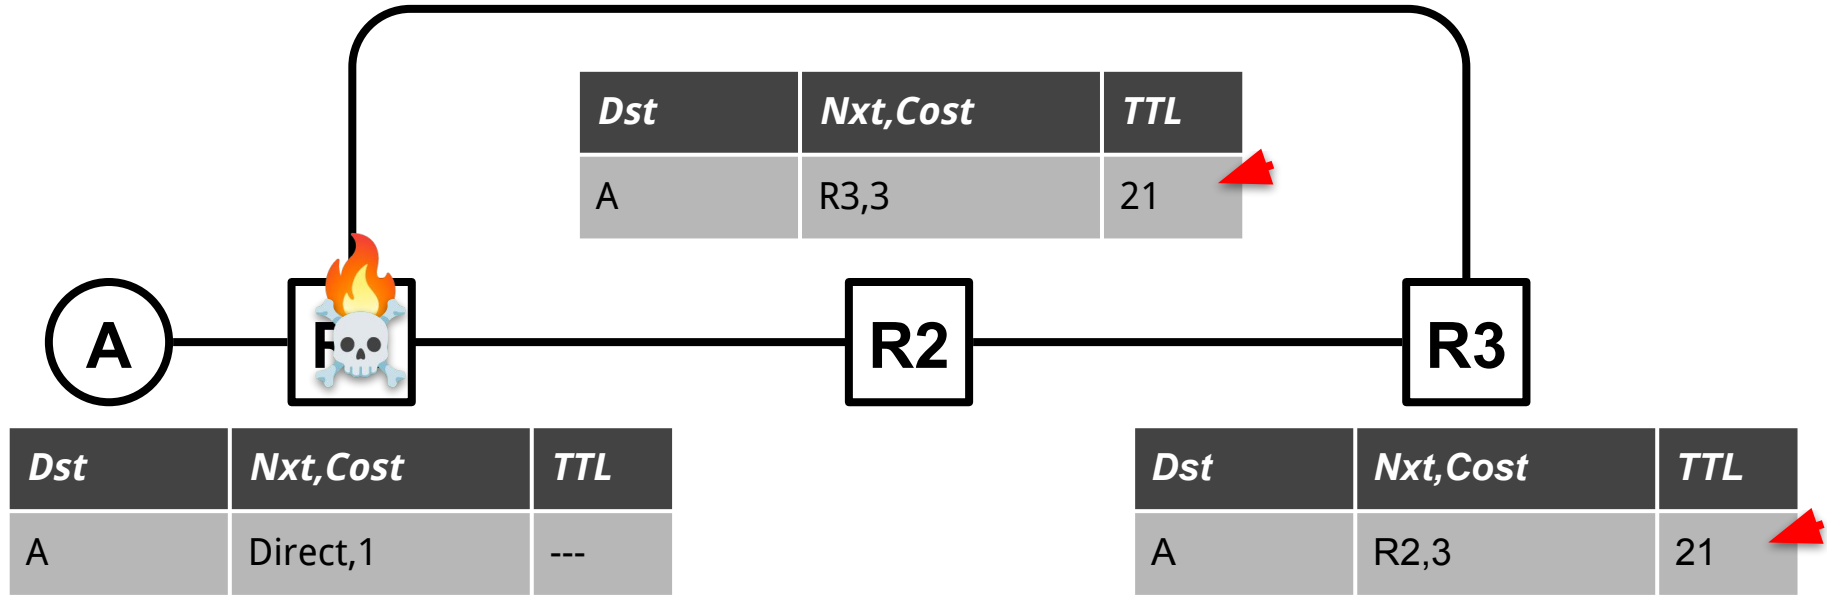 Dst Nxt,Cost TTL
A R3,3 21
A R2 R3
Dst Nxt,Cost TTL
A Direct,1 ---
Dst Nxt,Cost TTL
A R2,3 21